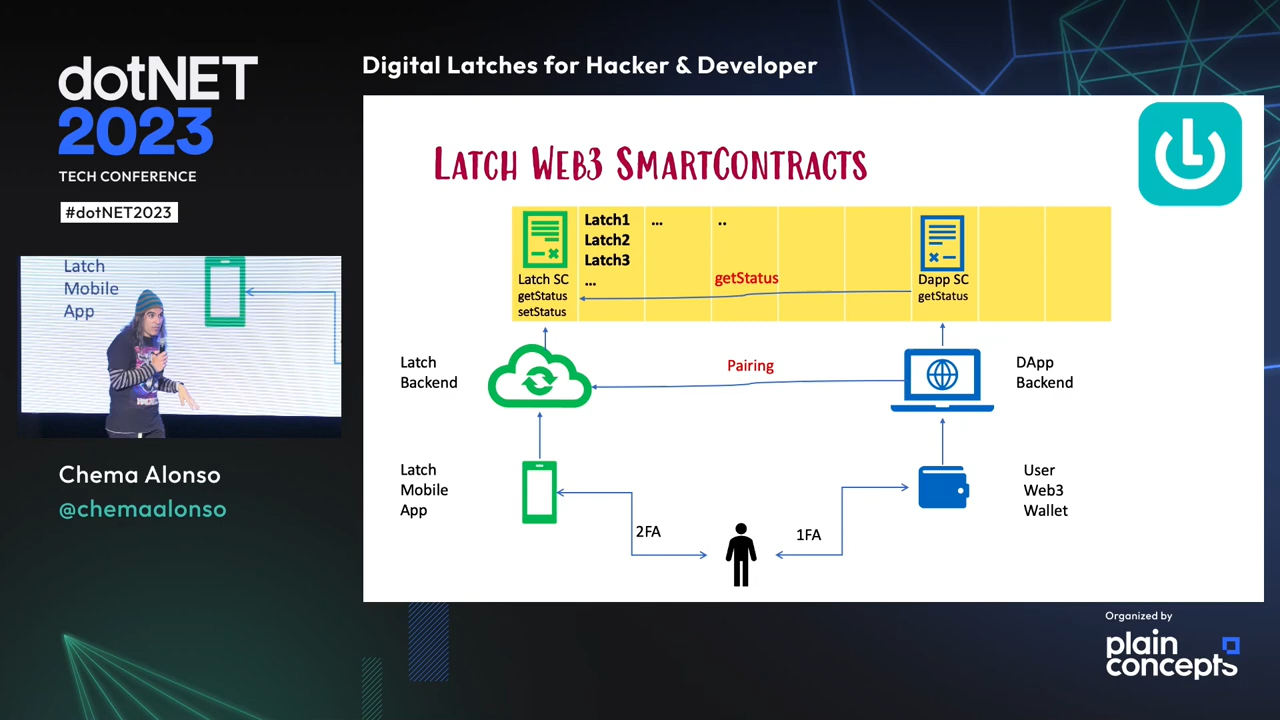 dotNET
2023
TECH CONFERENCE
#dotNET2023
Digital Latches for Hacker & Developer
Latch Web3 SmartContracts
Latch1
Latch2
Latch3
...
...
..
Latch SC
getStatus
setStatus
getStatus
Dapp SC
getStatus
Latch
Backend
Pairing
DApp
Backend
Latch
Mobile
App
User
Web3
Wallet
2FA
1FA
Latch
Mobile
App
Chema Alonso
@chemaalonso
Organized by
plain
concepts